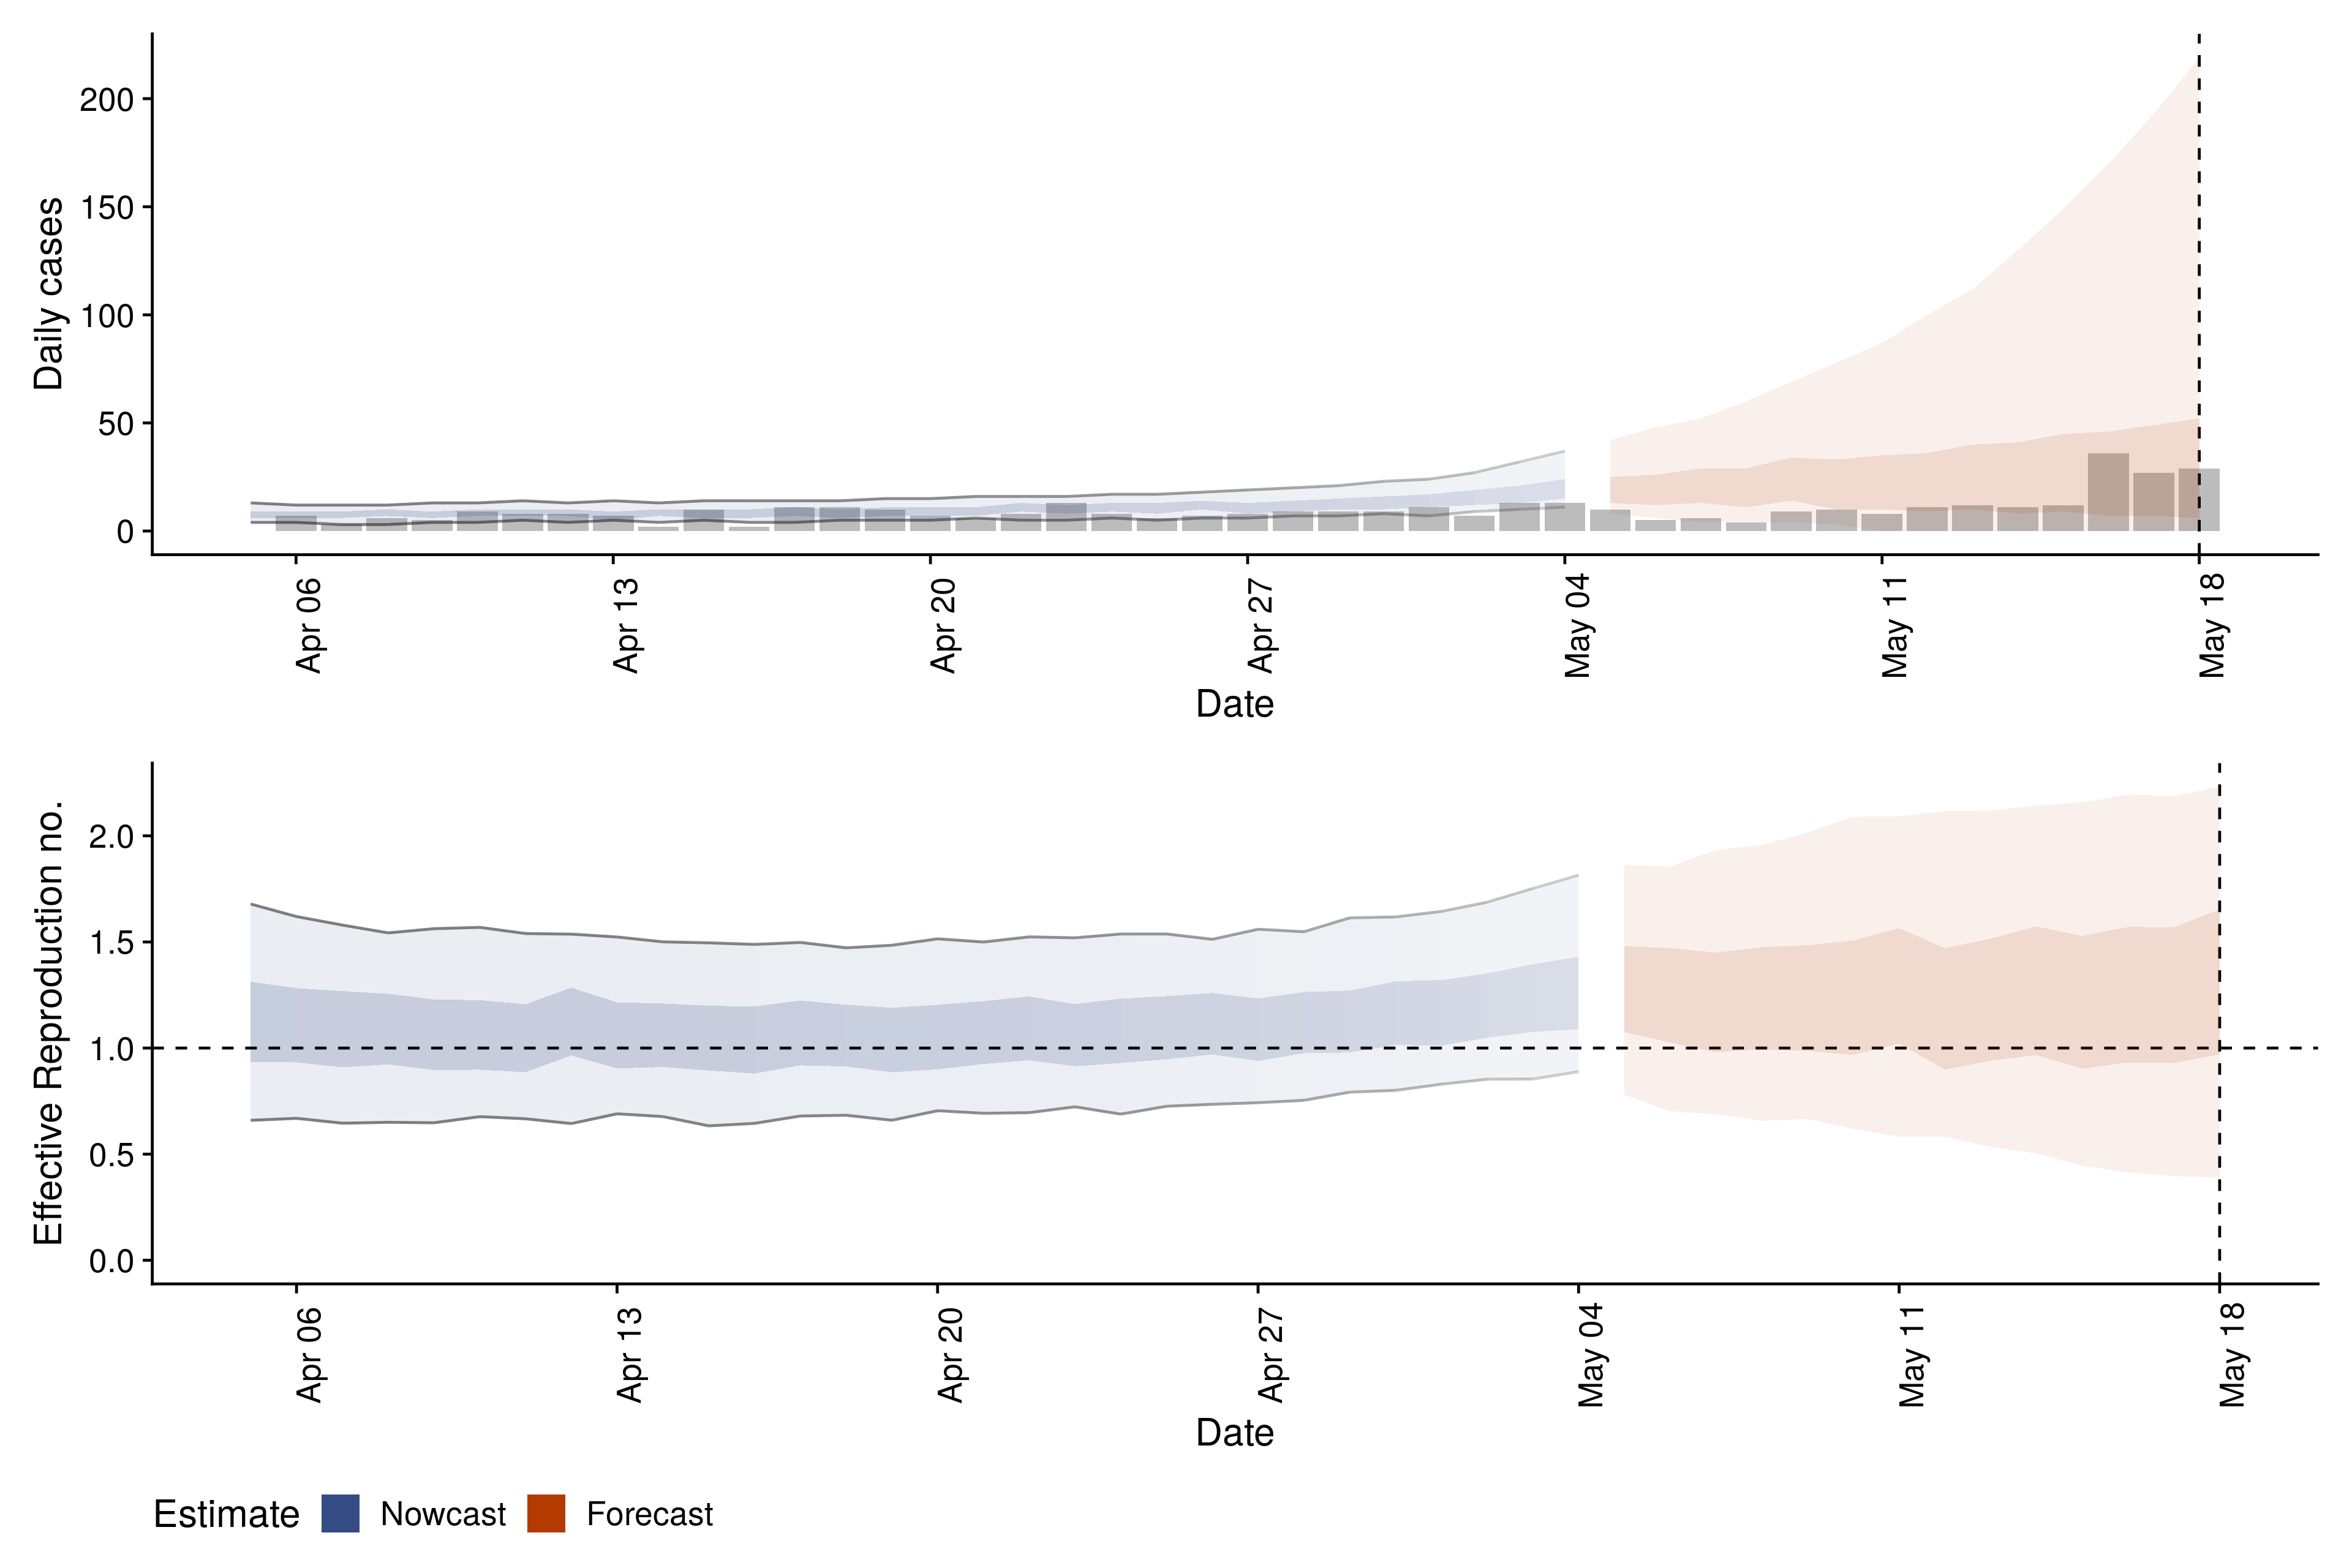 Daily cases
200
150
100
50
0
Apr 06
Apr 13
Apr 20
Apr 27
May 04
May 11
May 18
Date
Effective Reproduction no.
2.0
1.5
1.0
0.5
0.0
Apr 06
Apr 13
Apr 20
Apr 27
May 04
May 11
May 18
Date
Estimate Nowcast Forecast